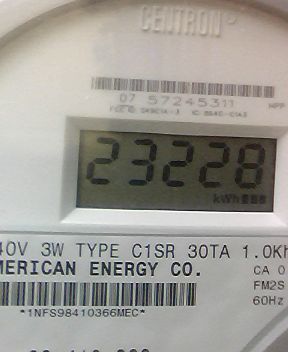 CENTRON
07 57245311
23228
kWh
40V 3W TYPE C1SR 30TA 1.0Kh
MERICAN ENERGY CO.
CA 0
FM2S
60Hz
*1NFS98410366MEC*